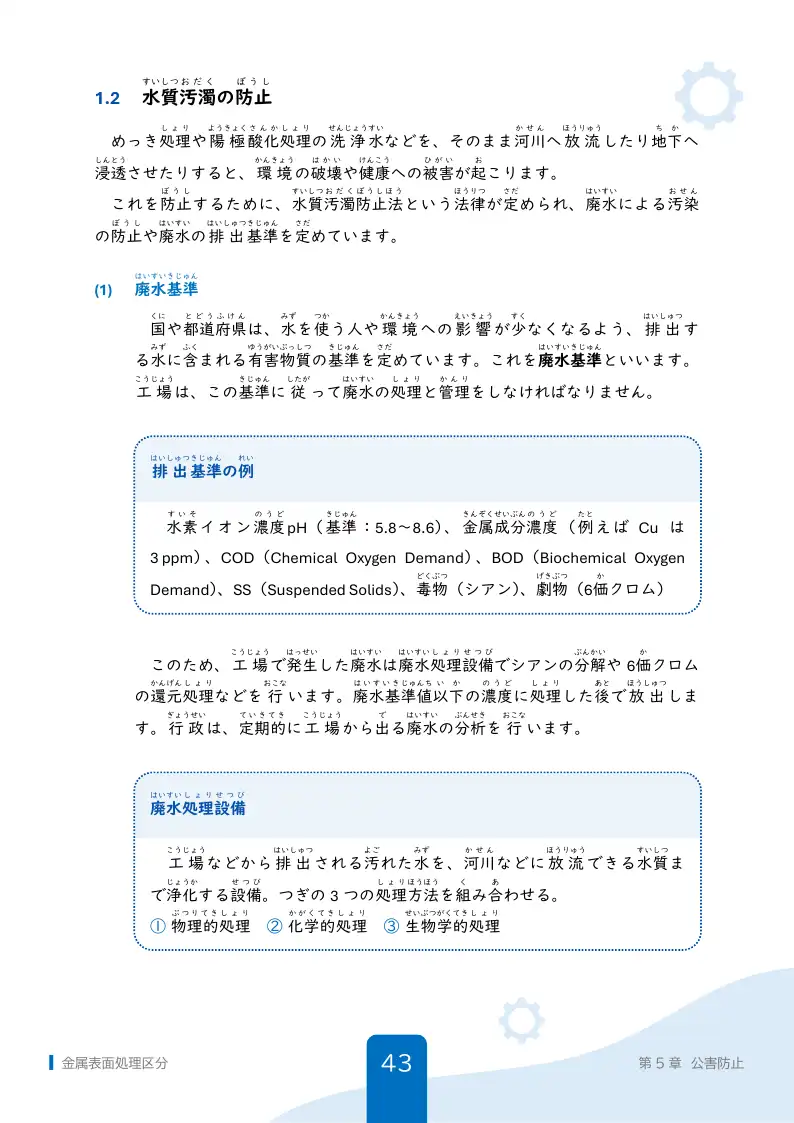 1.2 水質汚濁の防止
めっき処理や陽極酸化処理の洗浄水などを、そのまま河川へ放流したり地下へ
浸透させたりすると、環境の破壊や健康への被害が起こります。
これを防止するために、水質汚濁防止法という法律が定められ、廃水による汚染
の防止や廃水の排出基準を定めています。
(1) 廃水基準
国や都道府県は、水を使う人や環境への影響が少なくなるよう、排出す
る水に含まれる有害物質の基準を定めています。これを廃水基準といいます。
工場は、この基準に従って廃水の処理と管理をしなければなりません。
排出基準の例
水素イオン濃度pH（基準：5.8～8.6）、金属成分濃度（例えば Cu は
3 ppm）、COD（Chemical Oxygen Demand）、BOD（Biochemical Oxygen
Demand）、SS（Suspended Solids）、毒物（シアン）、劇物（6価クロム）
このため、工場で発生した廃水は廃水処理設備でシアンの分解や 6価クロム
の還元処理などを行います。廃水基準値以下の濃度に処理した後で放出しま
す。行政は、定期的に工場から出る廃水の分析を行います。
廃水処理設備
工場などから排出される汚れた水を、河川などに放流できる水質ま
で浄化する設備。つぎの 3 つの処理方法を組み合わせる。
① 物理的処理 ② 化学的処理 ③ 生物学的処理
金属表面処理区分
43
第 5 章 公害防止